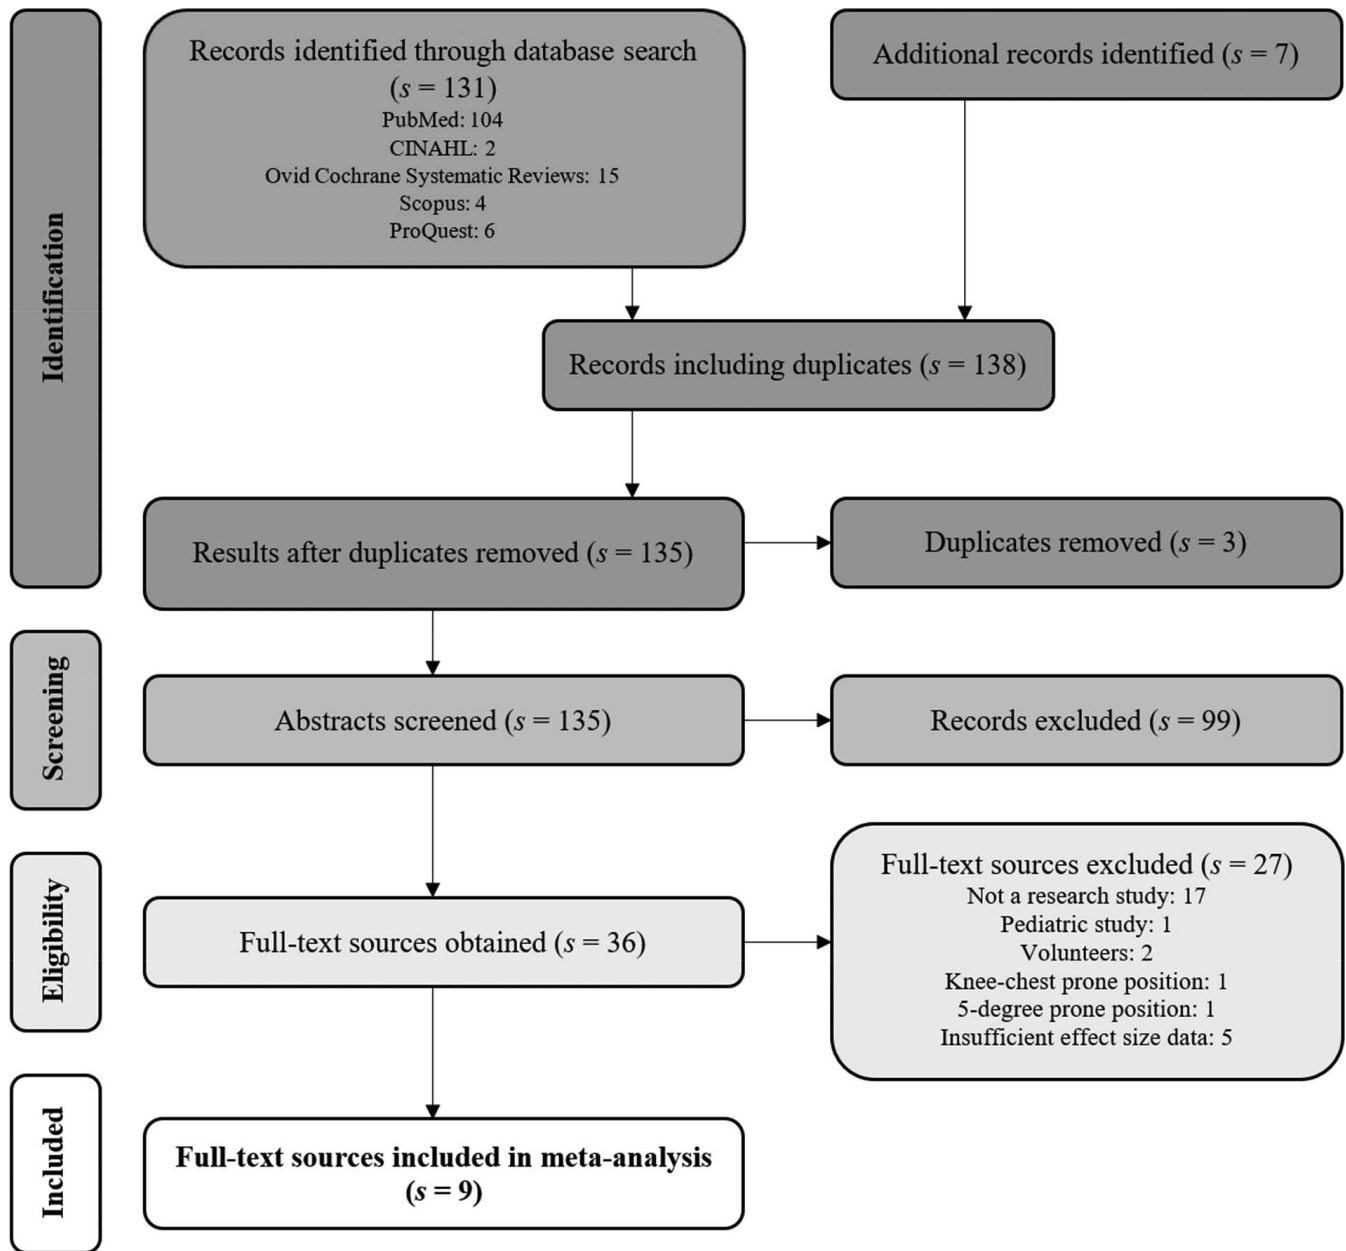 Identification
Records identified through database search
(s = 131)
PubMed: 104
CINAHL: 2
Ovid Cochrane Systematic Reviews: 15
Scopus: 4
ProQuest: 6
Additional records identified (s = 7)
Records including duplicates (s = 138)
Results after duplicates removed (s = 135)
Duplicates removed (s = 3)
Screening
Abstracts screened (s = 135)
Records excluded (s = 99)
Eligibility
Full-text sources obtained (s = 36)
Full-text sources excluded (s = 27)
Not a research study: 17
Pediatric study: 1
Volunteers: 2
Knee-chest prone position: 1
5-degree prone position: 1
Insufficient effect size data: 5
Included
Full-text sources included in meta-analysis
(s = 9)